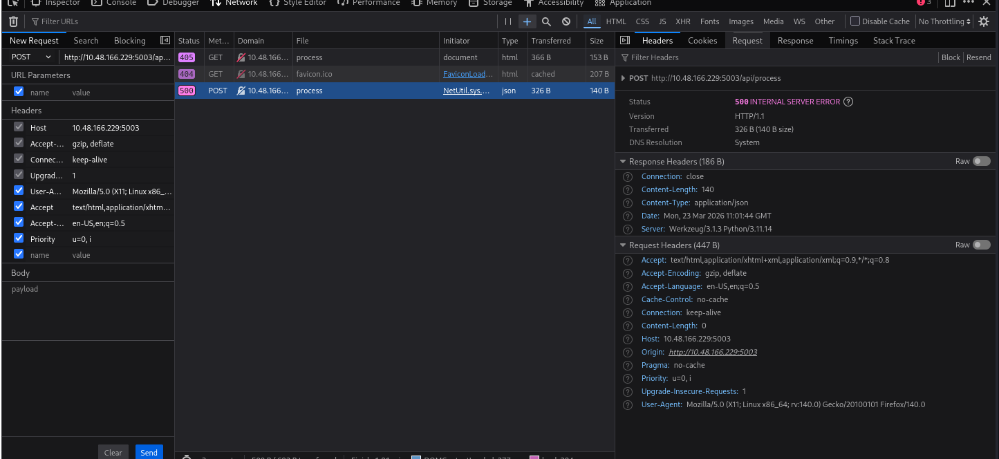 Inspector Console Debugger Network Style Editor Performance Memory Storage Accessibility Application 3
Filter URLs All HTML CSS JS XHR Fonts Images Media WS Other Disable Cache No Throttling
New Request Search Blocking
POST http://10.48.166.229:5003/ap...
URL Parameters
name value
Headers
Host 10.48.166.229:5003
Accept-... gzip, deflate
Connec... keep-alive
Upgrad... 1
User-A... Mozilla/5.0 (X11; Linux x86_...
Accept text/html,application/xhtm...
Accept-... en-US,en;q=0.5
Priority u=0, i
name value
Body
payload
Clear Send
Status Met... Domain File Initiator Type Transferred Size
405 GET 10.48.166... process document html 366 B 153 B
404 GET 10.48.166... favicon.ico FaviconLoad... html cached 207 B
500 POST 10.48.166... process NetUtil.sys.... json 326 B 140 B
Headers Cookies Request Response Timings Stack Trace
Filter Headers Block Resend
POST http://10.48.166.229:5003/api/process
Status 500 INTERNAL SERVER ERROR ?
Version HTTP/1.1
Transferred 326 B (140 B size)
DNS Resolution System
Response Headers (186 B) Raw
? Connection: close
? Content-Length: 140
? Content-Type: application/json
? Date: Mon, 23 Mar 2026 11:01:44 GMT
? Server: Werkzeug/3.1.3 Python/3.11.14
Request Headers (447 B) Raw
? Accept: text/html,application/xhtml+xml,application/xml;q=0.9,*/*;q=0.8
? Accept-Encoding: gzip, deflate
? Accept-Language: en-US,en;q=0.5
? Cache-Control: no-cache
? Connection: keep-alive
? Content-Length: 0
? Host: 10.48.166.229:5003
? Origin: http://10.48.166.229:5003
? Pragma: no-cache
? Priority: u=0, i
? Upgrade-Insecure-Requests: 1
? User-Agent: Mozilla/5.0 (X11; Linux x86_64; rv:140.0) Gecko/20100101 Firefox/140.0